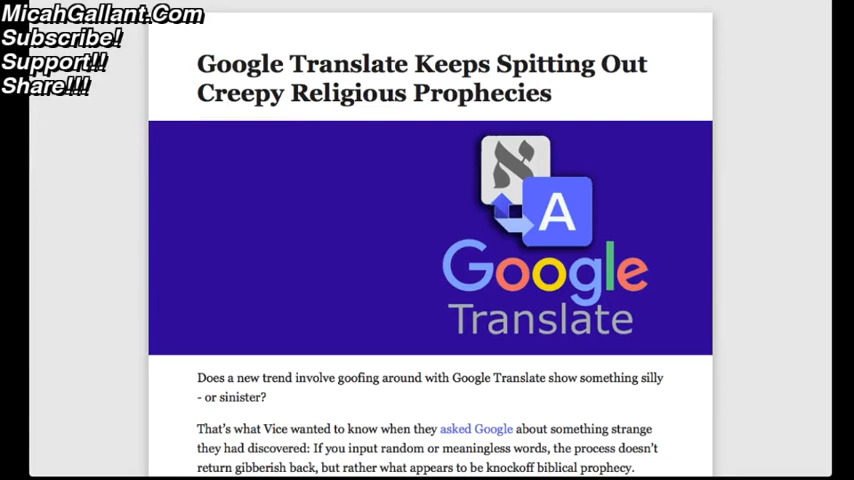 MicahGallant.Com
Subscribe!
Support!!
Share!!!
Google Translate Keeps Spitting Out
Creepy Religious Prophecies
א
A
Google
Translate
Does a new trend involve goofing around with Google Translate show something silly
- or sinister?
That's what Vice wanted to know when they asked Google about something strange
they had discovered: If you input random or meaningless words, the process doesn't
return gibberish back, but rather what appears to be knockoff biblical prophecy.